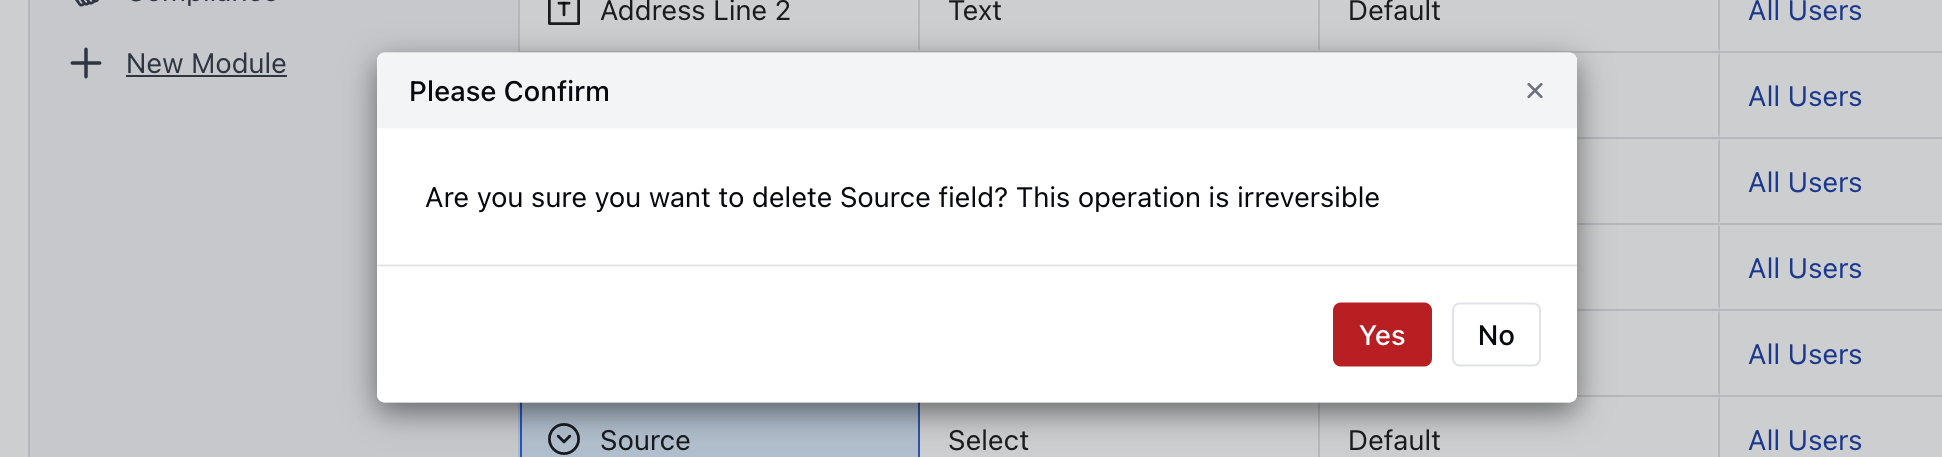 Compliance
Address Line 2 Text Default All Users
New Module
Please Confirm
All Users
Are you sure you want to delete Source field? This operation is irreversible
All Users
All Users
Yes No
All Users
Source Select Default All Users